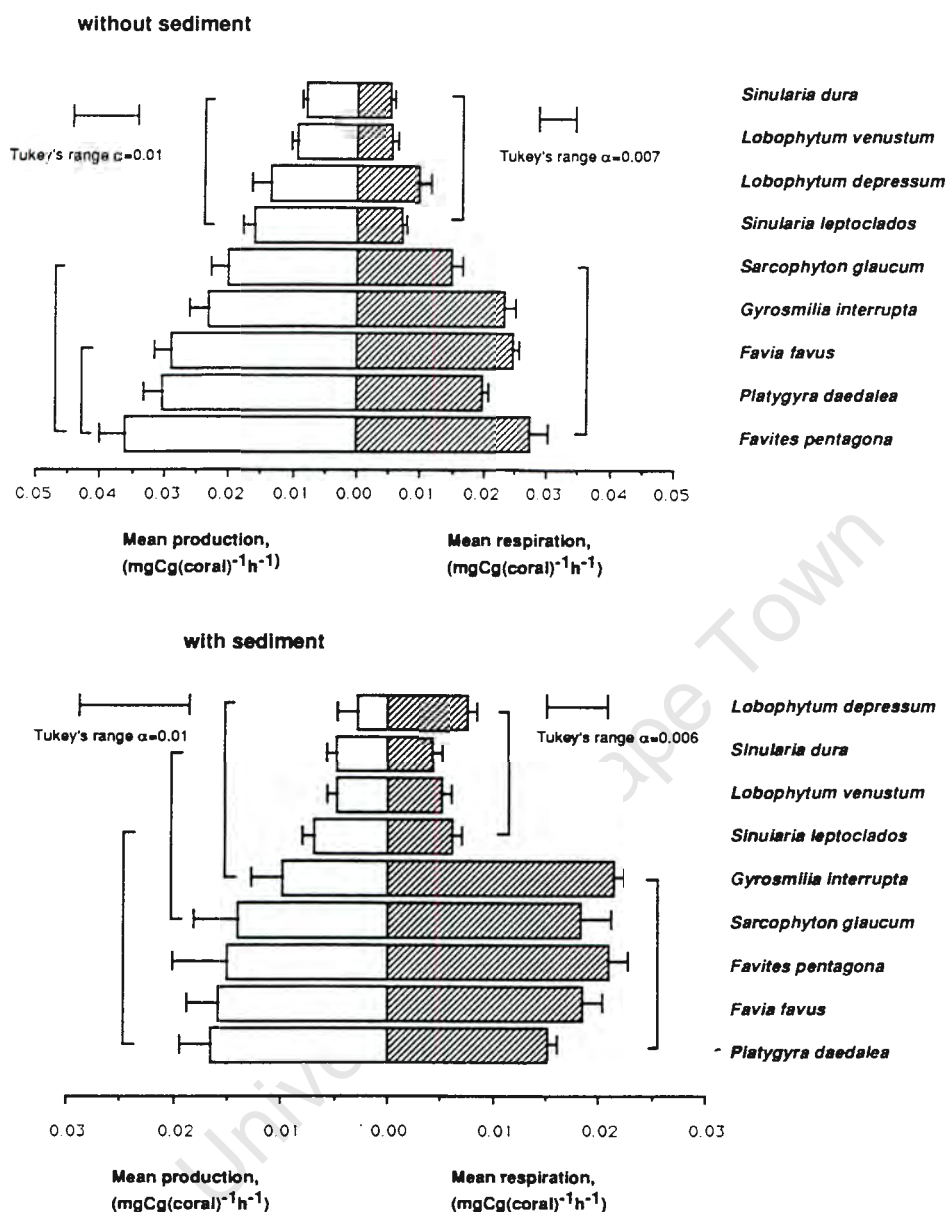 without sediment
Sinularia dura
Lobophytum venustum
Tukey's range α=0.01
Tukey's range α=0.007
Lobophytum depressum
Sinularia leptoclados
Sarcophyton glaucum
Gyrosmilia interrupta
Favia favus
Platygyra daedalea
Favites pentagona
0.05 0.04 0.03 0.02 0.01 0.00 0.01 0.02 0.03 0.04 0.05
Mean production, Mean respiration,
(mgCg(coral)-1h-1) (mgCg(coral)-1h-1)
with sediment
Lobophytum depressum
Tukey's range α=0.01
Tukey's range α=0.006
Sinularia dura
Lobophytum venustum
Sinularia leptoclados
Gyrosmilia interrupta
Sarcophyton glaucum
Favites pentagona
Favia favus
Platygyra daedalea
0.03 0.02 0.01 0.00 0.01 0.02 0.03
Mean production, Mean respiration,
(mgCg(coral)-1h-1) (mgCg(coral)-1h-1)
Town